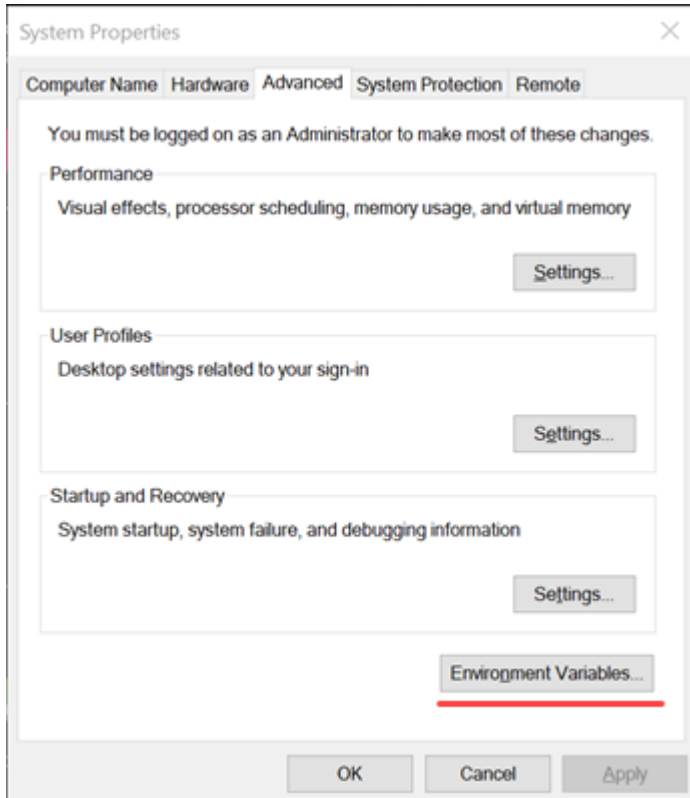 System Properties
Computer Name Hardware Advanced System Protection Remote
You must be logged on as an Administrator to make most of these changes.
Performance
Visual effects, processor scheduling, memory usage, and virtual memory
Settings...
User Profiles
Desktop settings related to your sign-in
Settings...
Startup and Recovery
System startup, system failure, and debugging information
Settings...
Environment Variables...
OK Cancel Apply